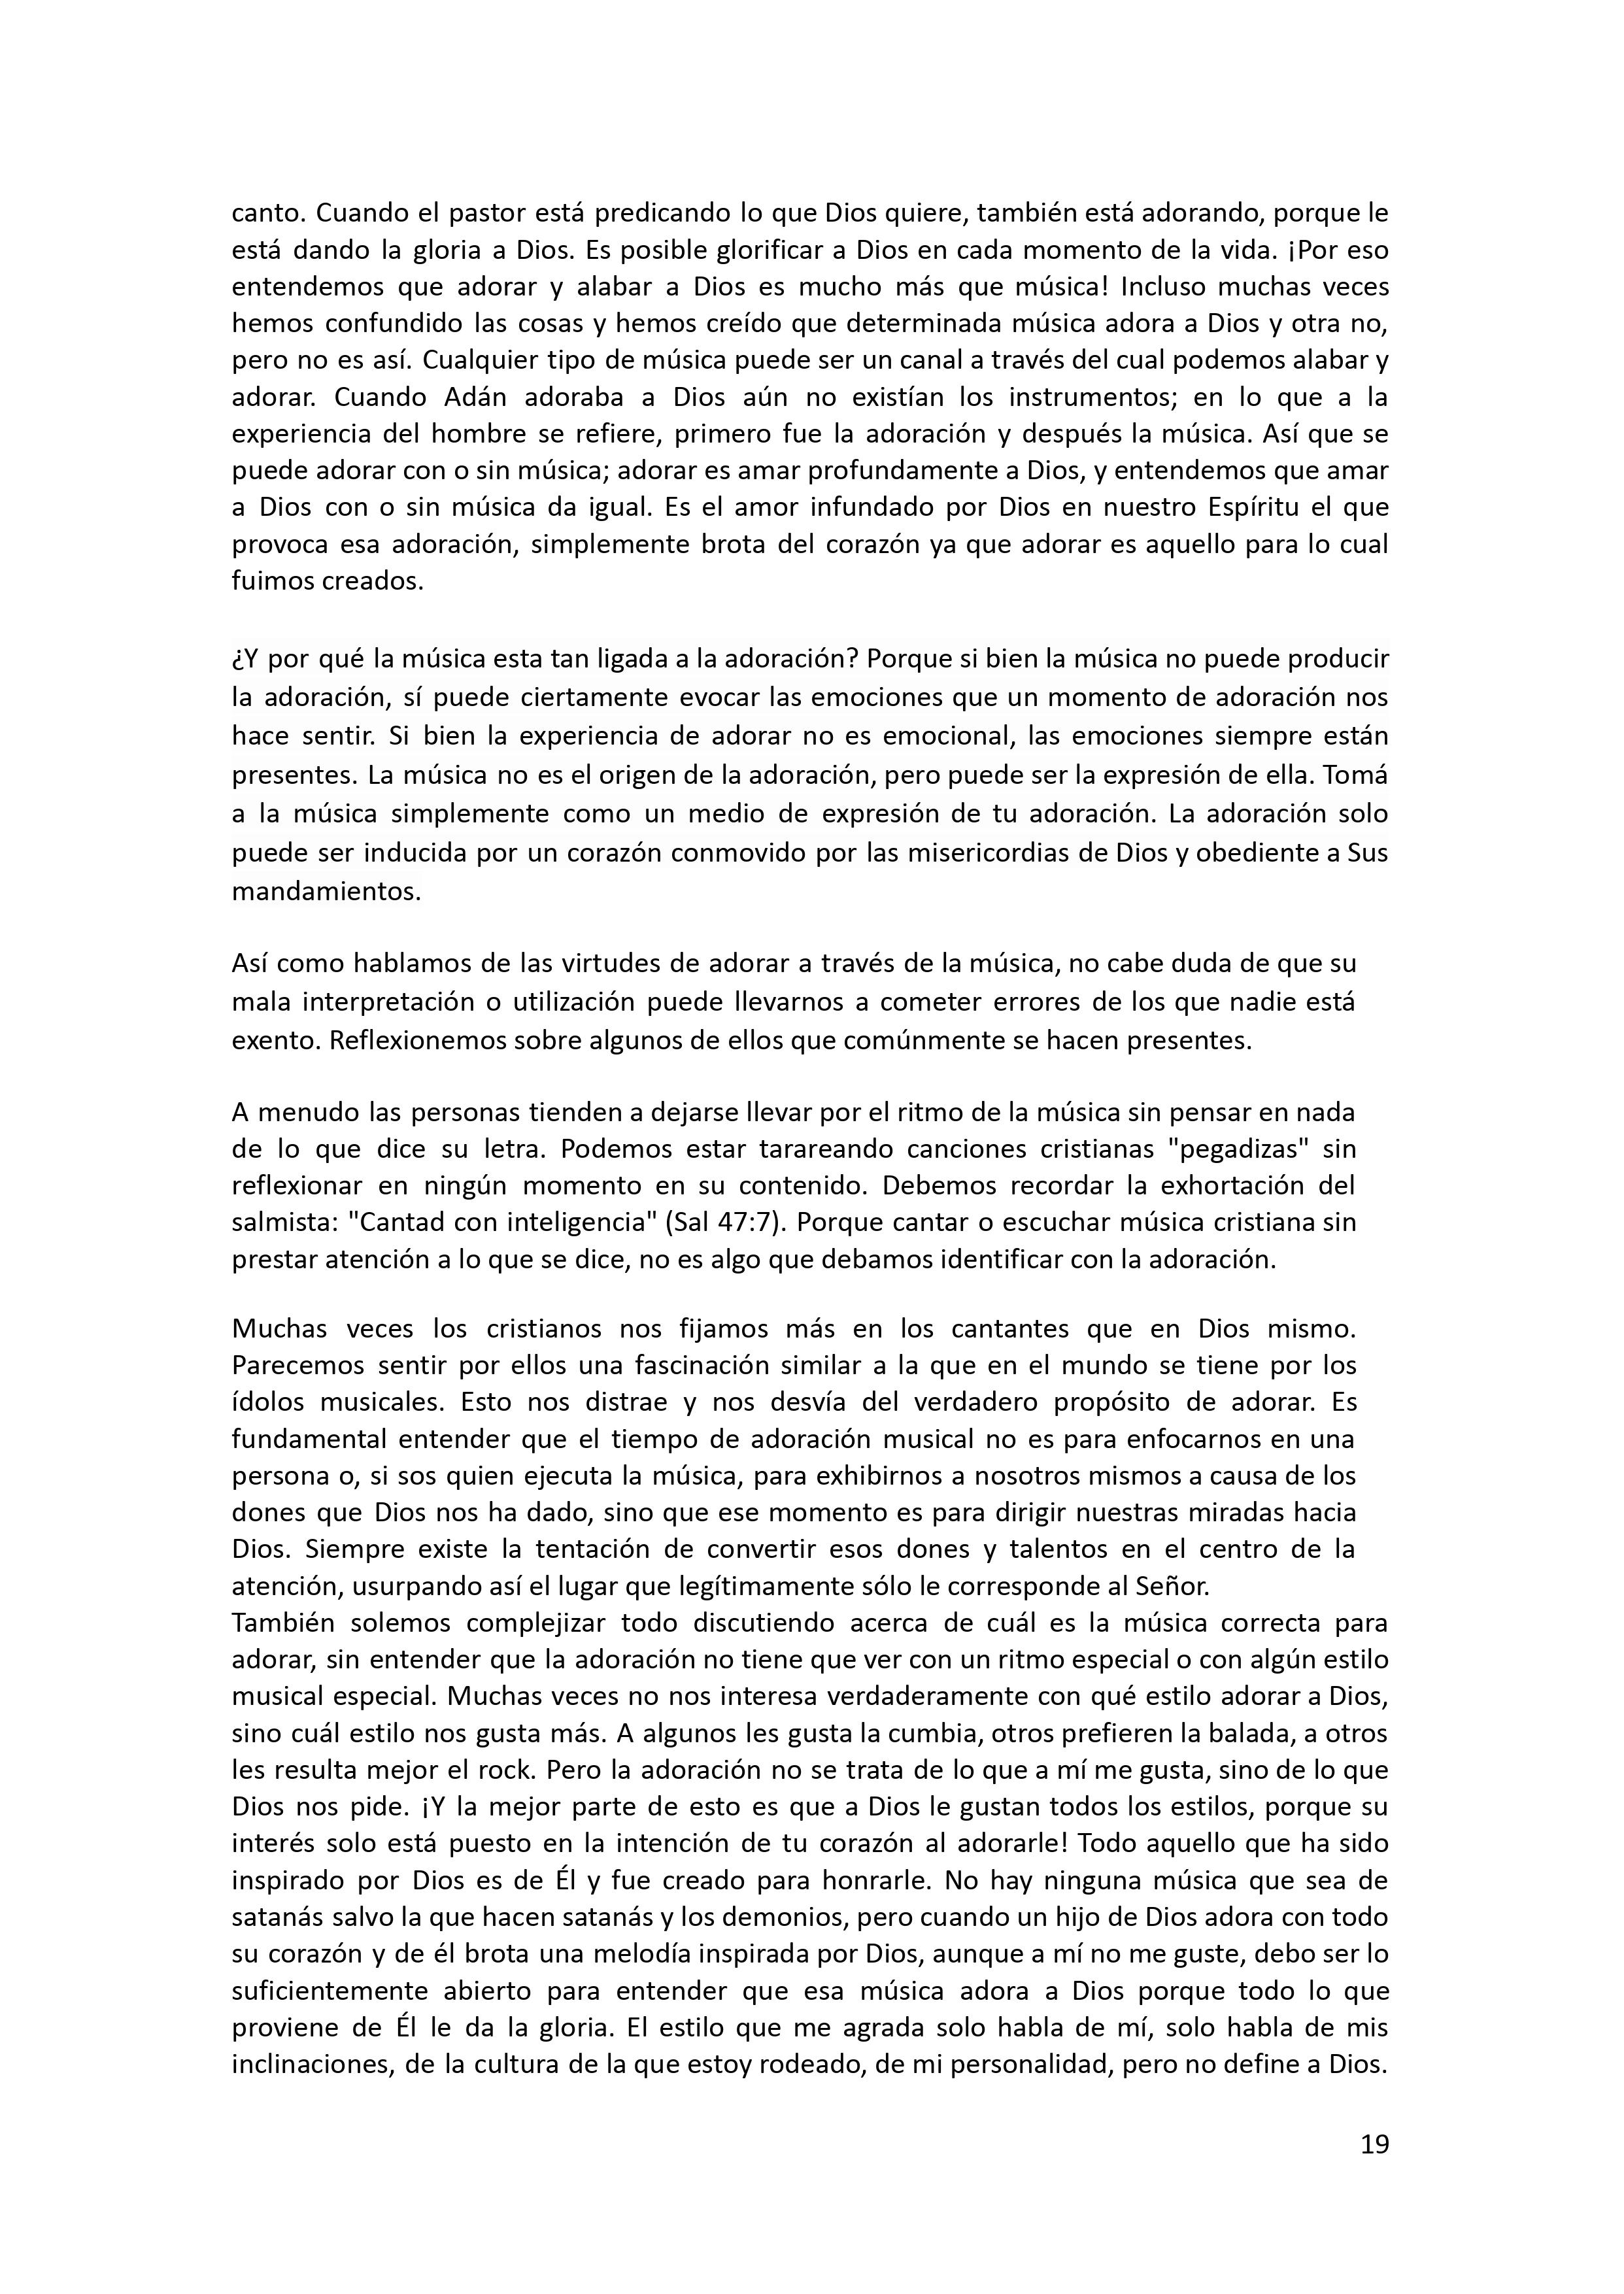 canto. Cuando el pastor está predicando lo que Dios quiere, también está adorando, porque le
está dando la gloria a Dios. Es posible glorificar a Dios en cada momento de la vida. ¡Por eso
entendemos que adorar y alabar a Dios es mucho más que música! Incluso muchas veces
hemos confundido las cosas y hemos creído que determinada música adora a Dios y otra no,
pero no es así. Cualquier tipo de música puede ser un canal a través del cual podemos alabar y
adorar. Cuando Adán adoraba a Dios aún no existían los instrumentos; en lo que a la
experiencia del hombre se refiere, primero fue la adoración y después la música. Así que se
puede adorar con o sin música; adorar es amar profundamente a Dios, y entendemos que amar
a Dios con o sin música da igual. Es el amor infundado por Dios en nuestro Espíritu el que
provoca esa adoración, simplemente brota del corazón ya que adorar es aquello para lo cual
fuimos creados.
¿Y por qué la música esta tan ligada a la adoración? Porque si bien la música no puede producir
la adoración, sí puede ciertamente evocar las emociones que un momento de adoración nos
hace sentir. Si bien la experiencia de adorar no es emocional, las emociones siempre están
presentes. La música no es el origen de la adoración, pero puede ser la expresión de ella. Tomá
a la música simplemente como un medio de expresión de tu adoración. La adoración solo
puede ser inducida por un corazón conmovido por las misericordias de Dios y obediente a Sus
mandamientos.
Así como hablamos de las virtudes de adorar a través de la música, no cabe duda de que su
mala interpretación o utilización puede llevarnos a cometer errores de los que nadie está
exento. Reflexionemos sobre algunos de ellos que comúnmente se hacen presentes.
A menudo las personas tienden a dejarse llevar por el ritmo de la música sin pensar en nada
de lo que dice su letra. Podemos estar tarareando canciones cristianas "pegadizas" sin
reflexionar en ningún momento en su contenido. Debemos recordar la exhortación del
salmista: "Cantad con inteligencia" (Sal 47:7). Porque cantar o escuchar música cristiana sin
prestar atención a lo que se dice, no es algo que debamos identificar con la adoración.
Muchas veces los cristianos nos fijamos más en los cantantes que en Dios mismo.
Parecemos sentir por ellos una fascinación similar a la que en el mundo se tiene por los
ídolos musicales. Esto nos distrae y nos desvía del verdadero propósito de adorar. Es
fundamental entender que el tiempo de adoración musical no es para enfocarnos en una
persona o, si sos quien ejecuta la música, para exhibirnos a nosotros mismos a causa de los
dones que Dios nos ha dado, sino que ese momento es para dirigir nuestras miradas hacia
Dios. Siempre existe la tentación de convertir esos dones y talentos en el centro de la
atención, usurpando así el lugar que legítimamente sólo le corresponde al Señor.
También solemos complejizar todo discutiendo acerca de cuál es la música correcta para
adorar, sin entender que la adoración no tiene que ver con un ritmo especial o con algún estilo
musical especial. Muchas veces no nos interesa verdaderamente con qué estilo adorar a Dios,
sino cuál estilo nos gusta más. A algunos les gusta la cumbia, otros prefieren la balada, a otros
les resulta mejor el rock. Pero la adoración no se trata de lo que a mí me gusta, sino de lo que
Dios nos pide. ¡Y la mejor parte de esto es que a Dios le gustan todos los estilos, porque su
interés solo está puesto en la intención de tu corazón al adorarle! Todo aquello que ha sido
inspirado por Dios es de Él y fue creado para honrarle. No hay ninguna música que sea de
satanás salvo la que hacen satanás y los demonios, pero cuando un hijo de Dios adora con todo
su corazón y de él brota una melodía inspirada por Dios, aunque a mí no me guste, debo ser lo
suficientemente abierto para entender que esa música adora a Dios porque todo lo que
proviene de Él le da la gloria. El estilo que me agrada solo habla de mí, solo habla de mis
inclinaciones, de la cultura de la que estoy rodeado, de mi personalidad, pero no define a Dios.
19